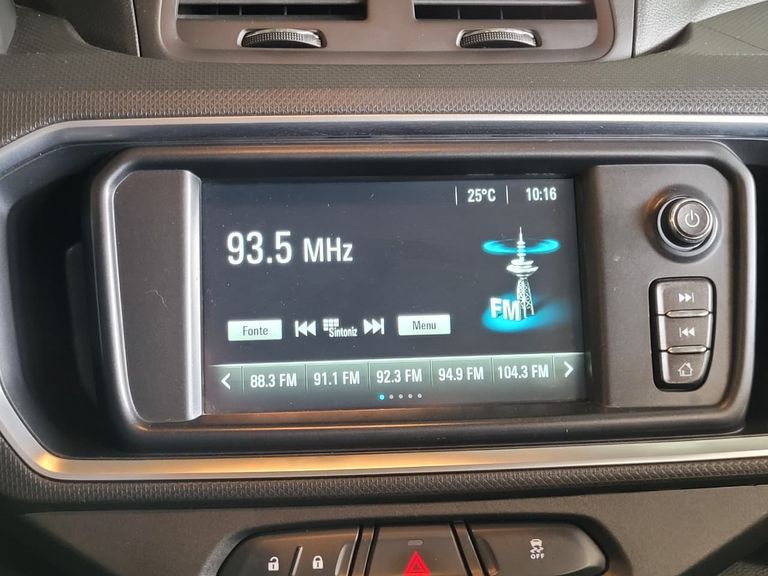 25°C 10:16
93.5 MHz
FM
Fonte Sintoniz Menu
88.3 FM 91.1 FM 92.3 FM 94.9 FM 104.3 FM
OFF